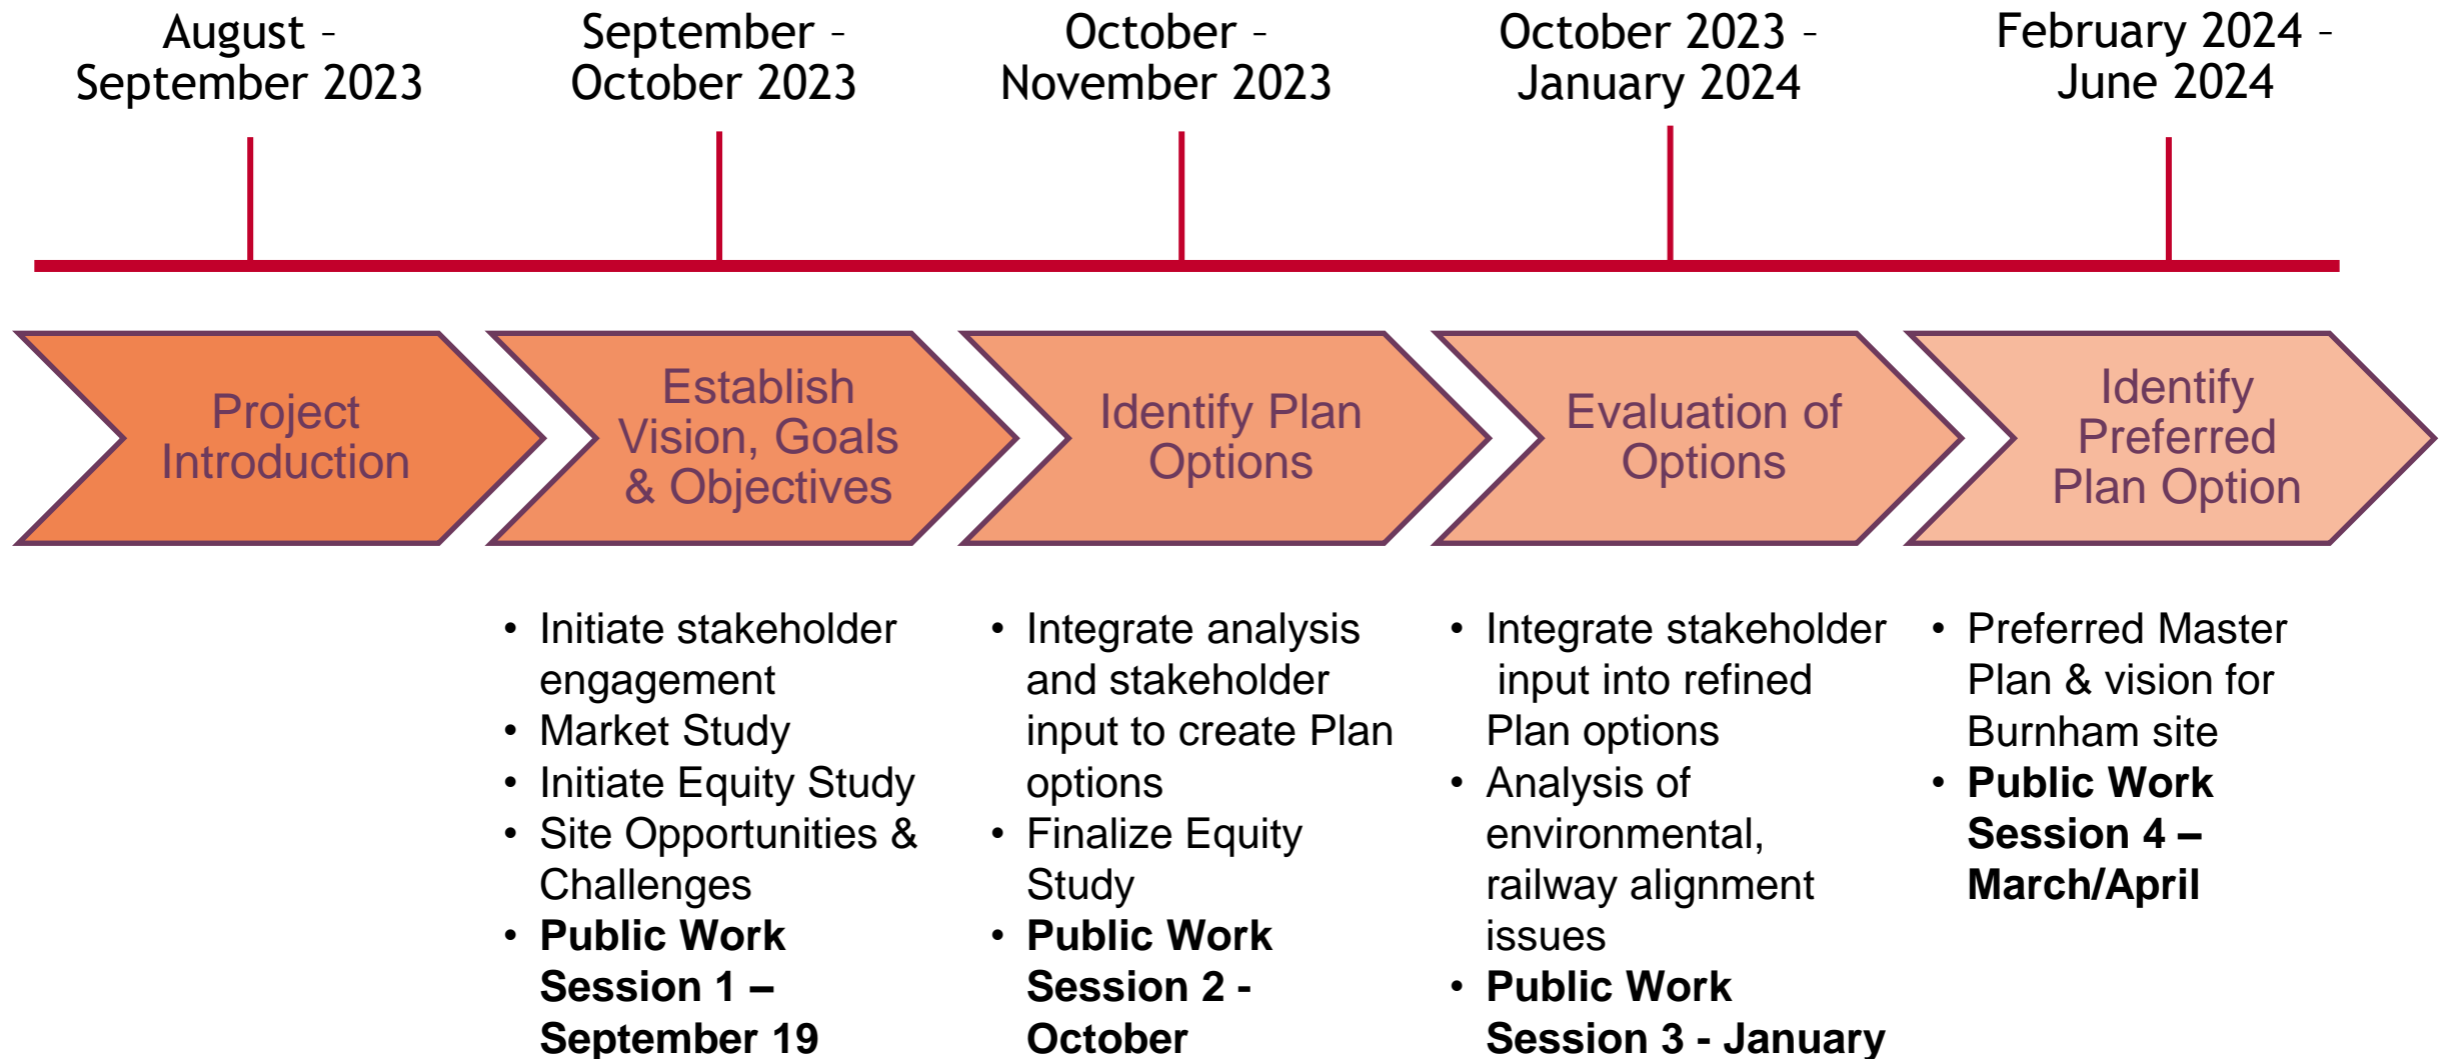 August –
September 2023
September –
October 2023
October –
November 2023
October 2023 –
January 2024
February 2024 –
June 2024
Project
Introduction
Establish
Vision, Goals
& Objectives
Identify Plan
Options
Evaluation of
Options
Identify
Preferred
Plan Option
• Initiate stakeholder
engagement
• Market Study
• Initiate Equity Study
• Site Opportunities &
Challenges
• Public Work
Session 1 –
September 19
• Integrate analysis
and stakeholder
input to create Plan
options
• Finalize Equity
Study
• Public Work
Session 2 -
October
• Integrate stakeholder
input into refined
Plan options
• Analysis of
environmental,
railway alignment
issues
• Public Work
Session 3 - January
• Preferred Master
Plan & vision for
Burnham site
• Public Work
Session 4 –
March/April